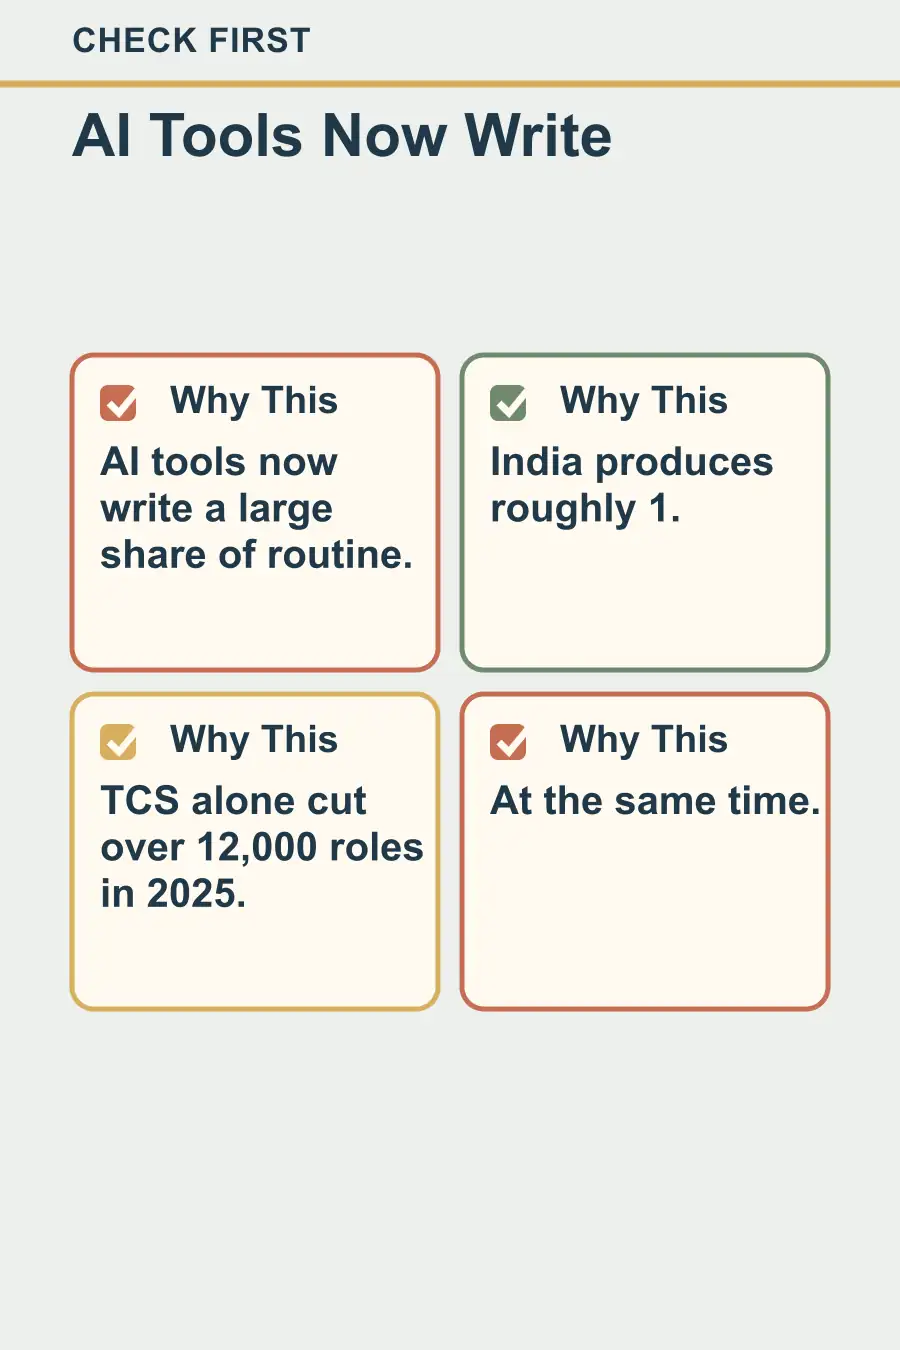 CHECK FIRST
AI Tools Now Write
Why This
AI tools now
write a large
share of routine.
Why This
India produces
roughly 1.
Why This
TCS alone cut
over 12,000 roles
in 2025.
Why This
At the same time.